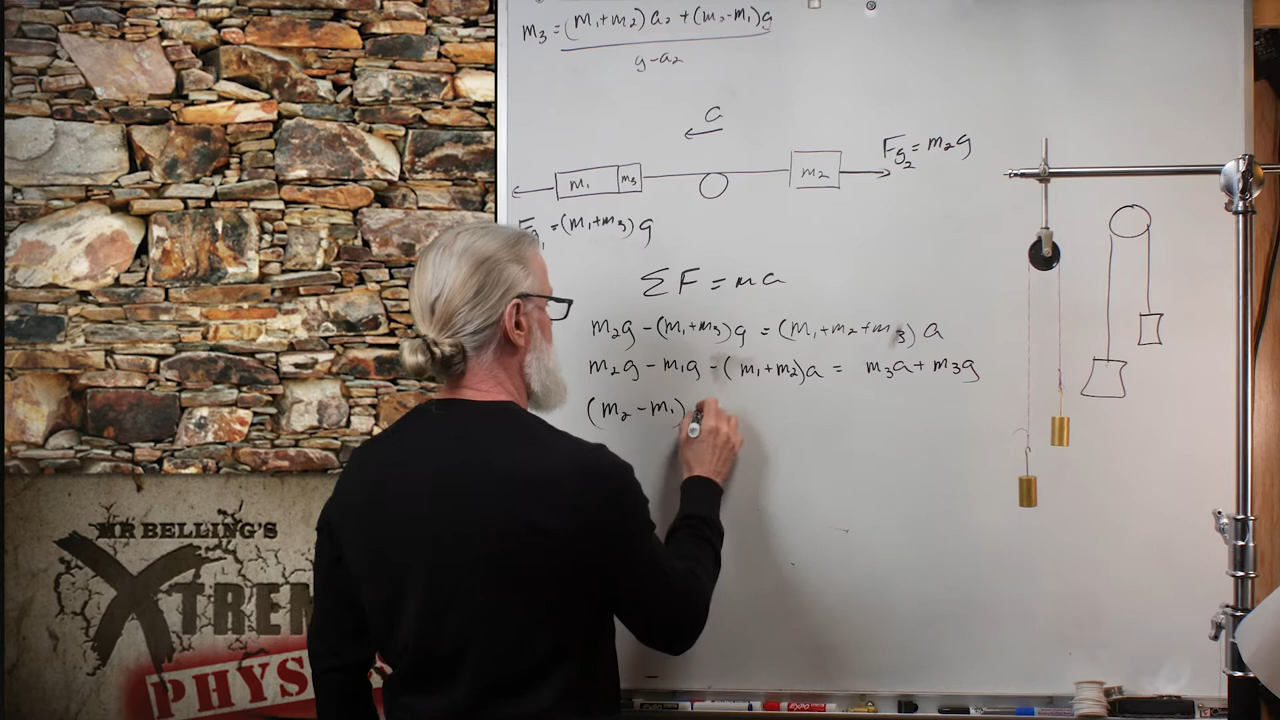 m₃ = (m₁+m₂)a₂ + (m₂-m₁)g
g-a₂
a
m₁ m₃ m₂ Fg₂ = m₂g
Fg₁ = (m₁+m₃)g
ΣF = ma
m₂g - (m₁+m₃)g = (m₁+m₂+m₃)a
m₂g - m₁g - (m₁+m₂)a = m₃a + m₃g
(m₂ - m₁)
MR BELLING'S
XTREM
PHYS